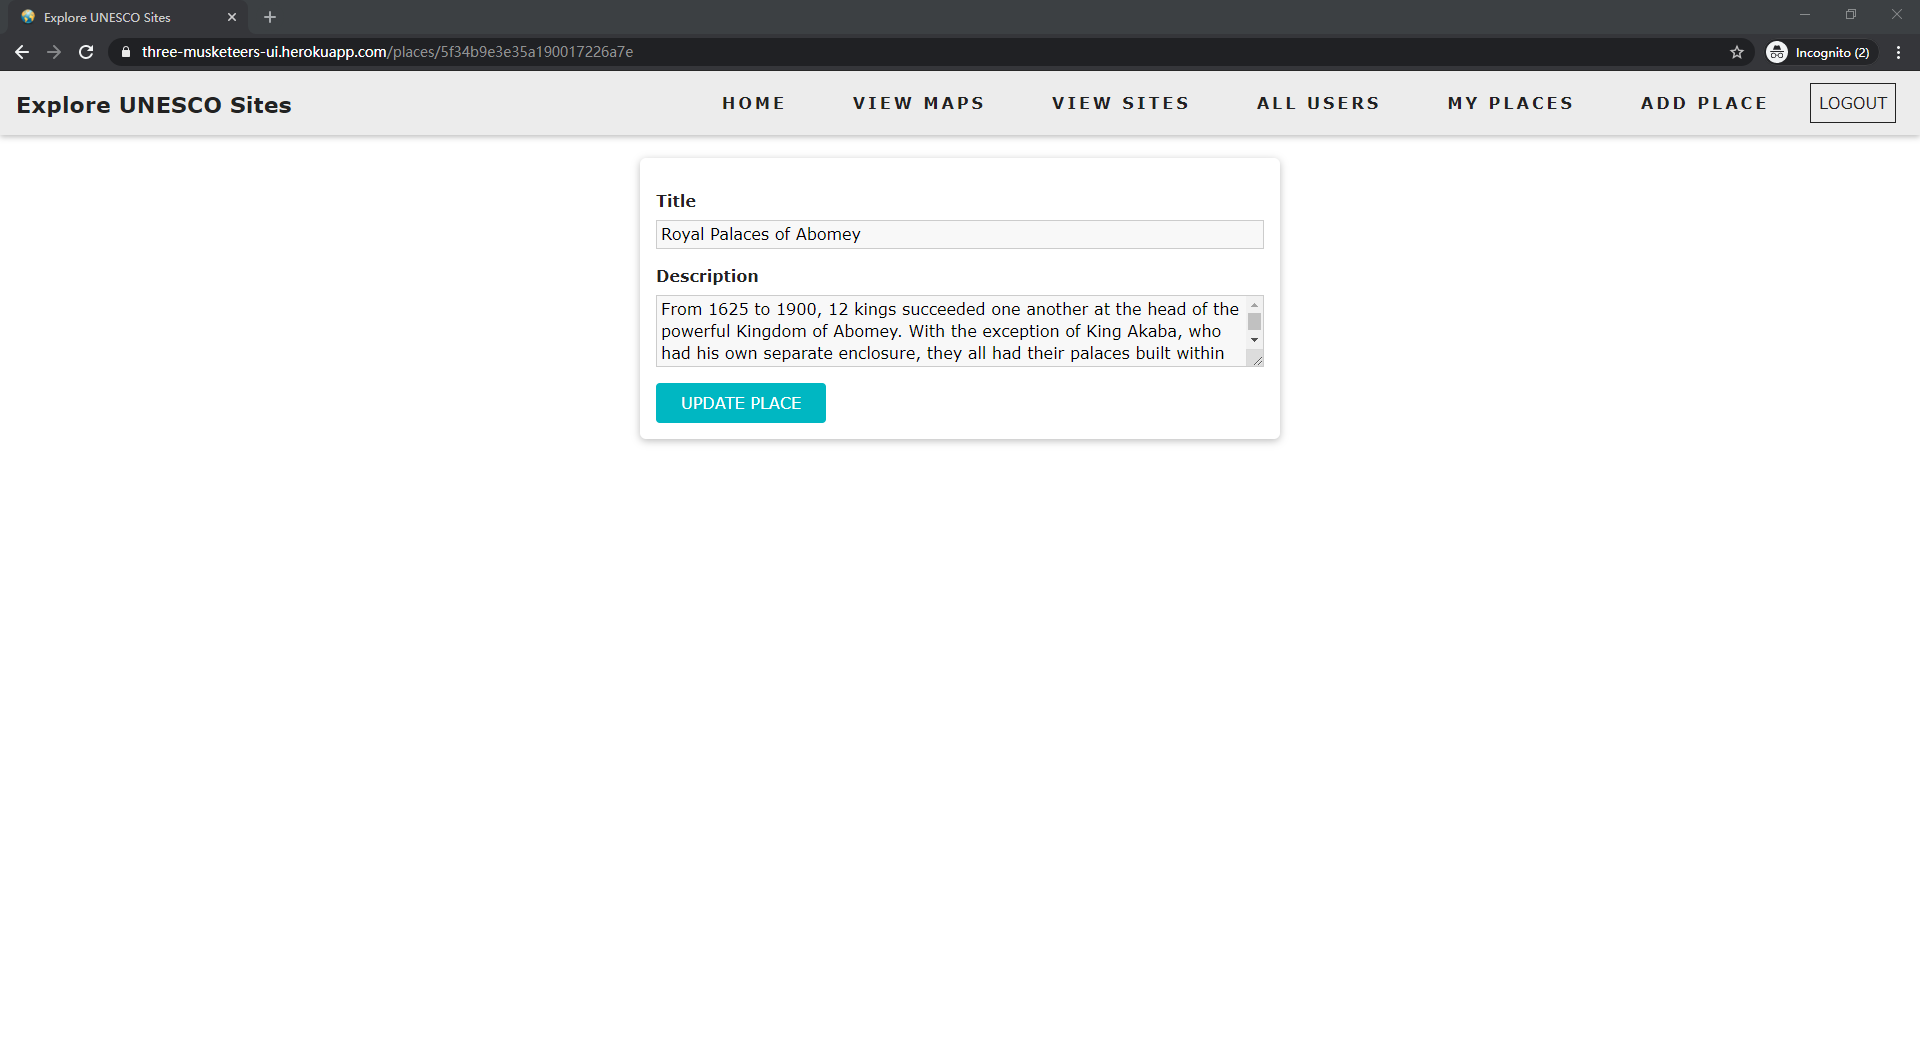 Explore UNESCO Sites
three-musketeers-ui.herokuapp.com/places/5f34b9e3e35a190017226a7e
Incognito (2)
Explore UNESCO Sites
HOME
VIEW MAPS
VIEW SITES
ALL USERS
MY PLACES
ADD PLACE
LOGOUT
Title
Royal Palaces of Abomey
Description
From 1625 to 1900, 12 kings succeeded one another at the head of the
powerful Kingdom of Abomey. With the exception of King Akaba, who
had his own separate enclosure, they all had their palaces built within
UPDATE PLACE